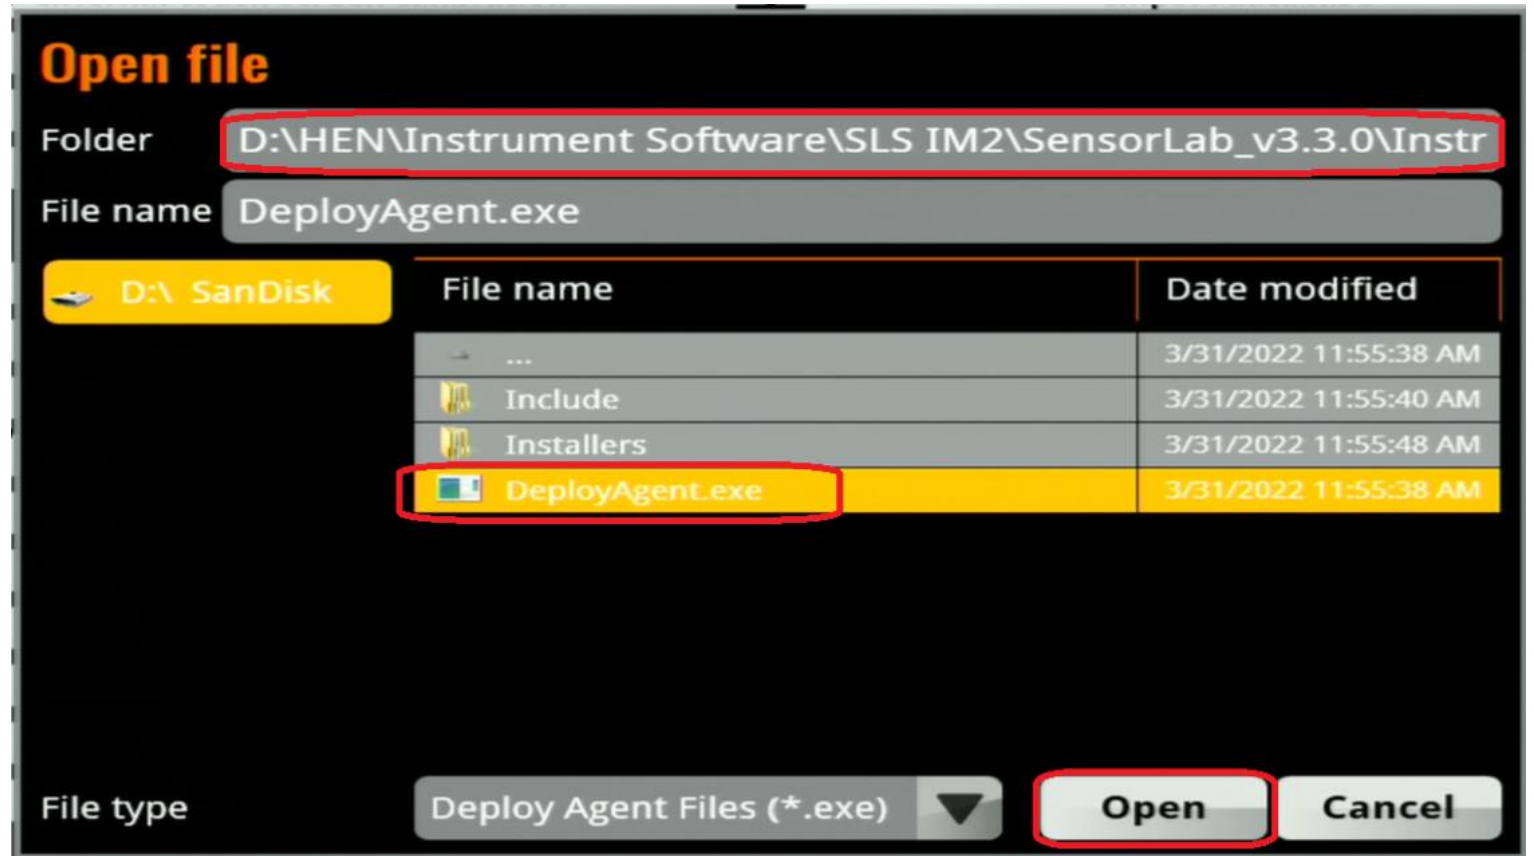 Open file
Folder D:\HEN\Instrument Software\SLS IM2\SensorLab_v3.3.0\Instr
File name DeployAgent.exe
D:\ SanDisk
File name Date modified
... 3/31/2022 11:55:38 AM
Include 3/31/2022 11:55:40 AM
Installers 3/31/2022 11:55:48 AM
DeployAgent.exe 3/31/2022 11:55:38 AM
File type Deploy Agent Files (*.exe) Open Cancel